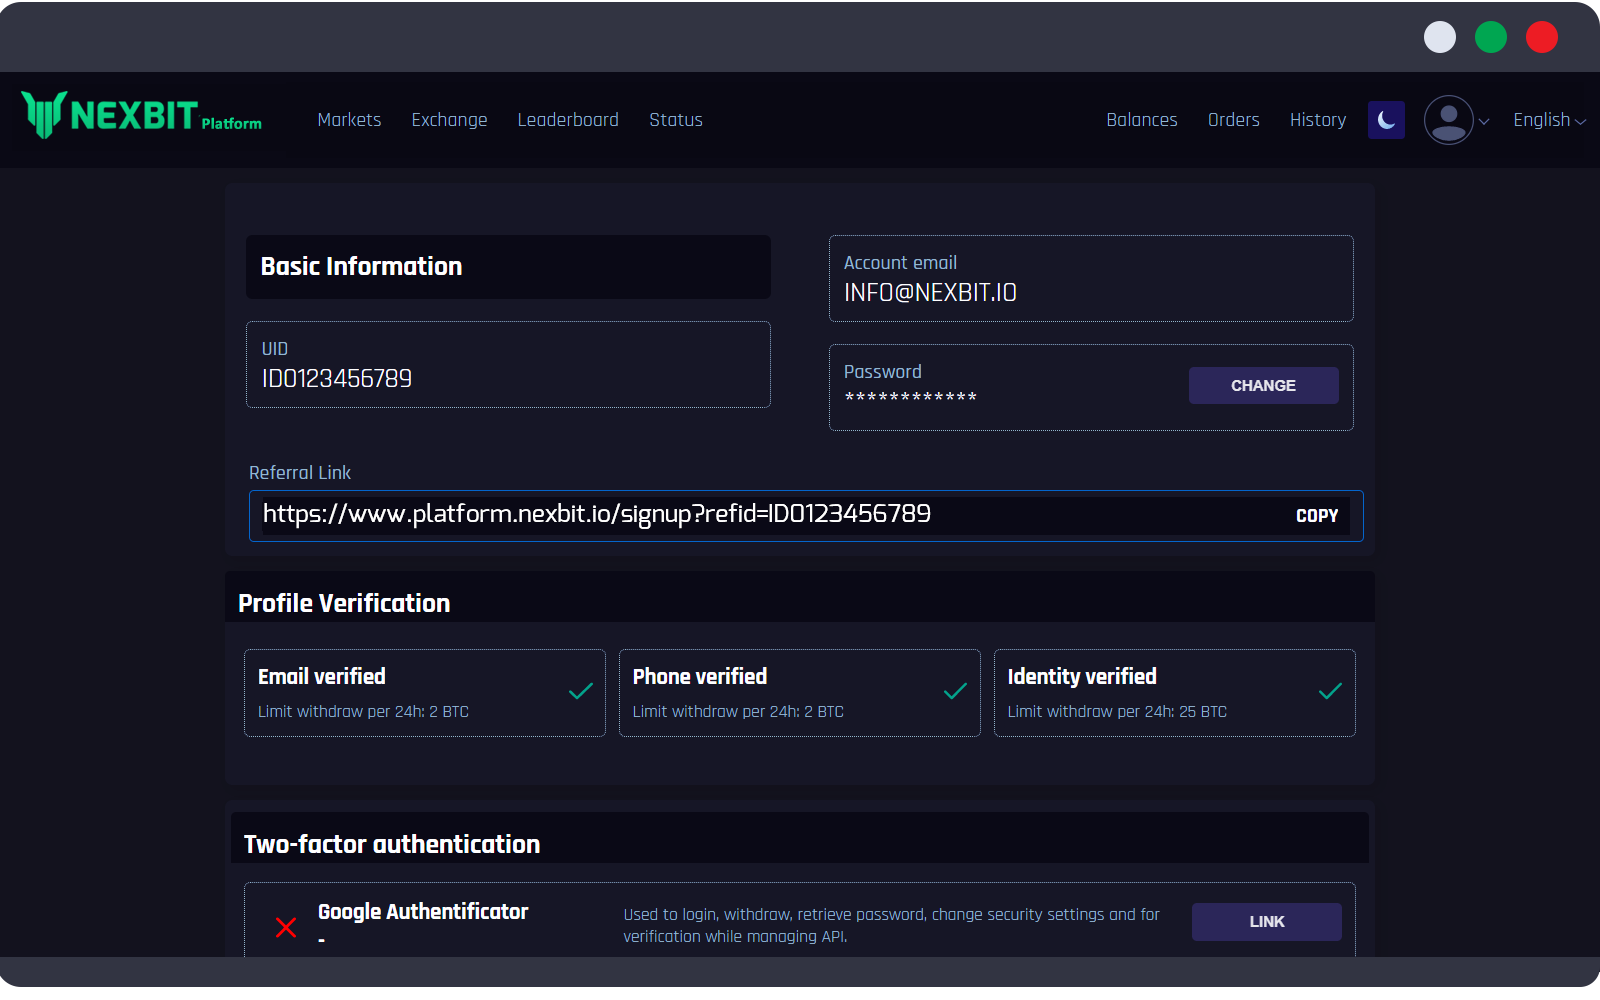 NEXBIT Platform
Markets Exchange Leaderboard Status Balances Orders History English
Basic Information
UID
ID0123456789
Account email
INFO@NEXBIT.IO
Password
************
CHANGE
Referral Link
https://www.platform.nexbit.io/signup?refid=ID0123456789 COPY
Profile Verification
Email verified
Limit withdraw per 24h: 2 BTC
Phone verified
Limit withdraw per 24h: 2 BTC
Identity verified
Limit withdraw per 24h: 25 BTC
Two-factor authentication
Google Authentificator
-
Used to login, withdraw, retrieve password, change security settings and for
verification while managing API.
LINK